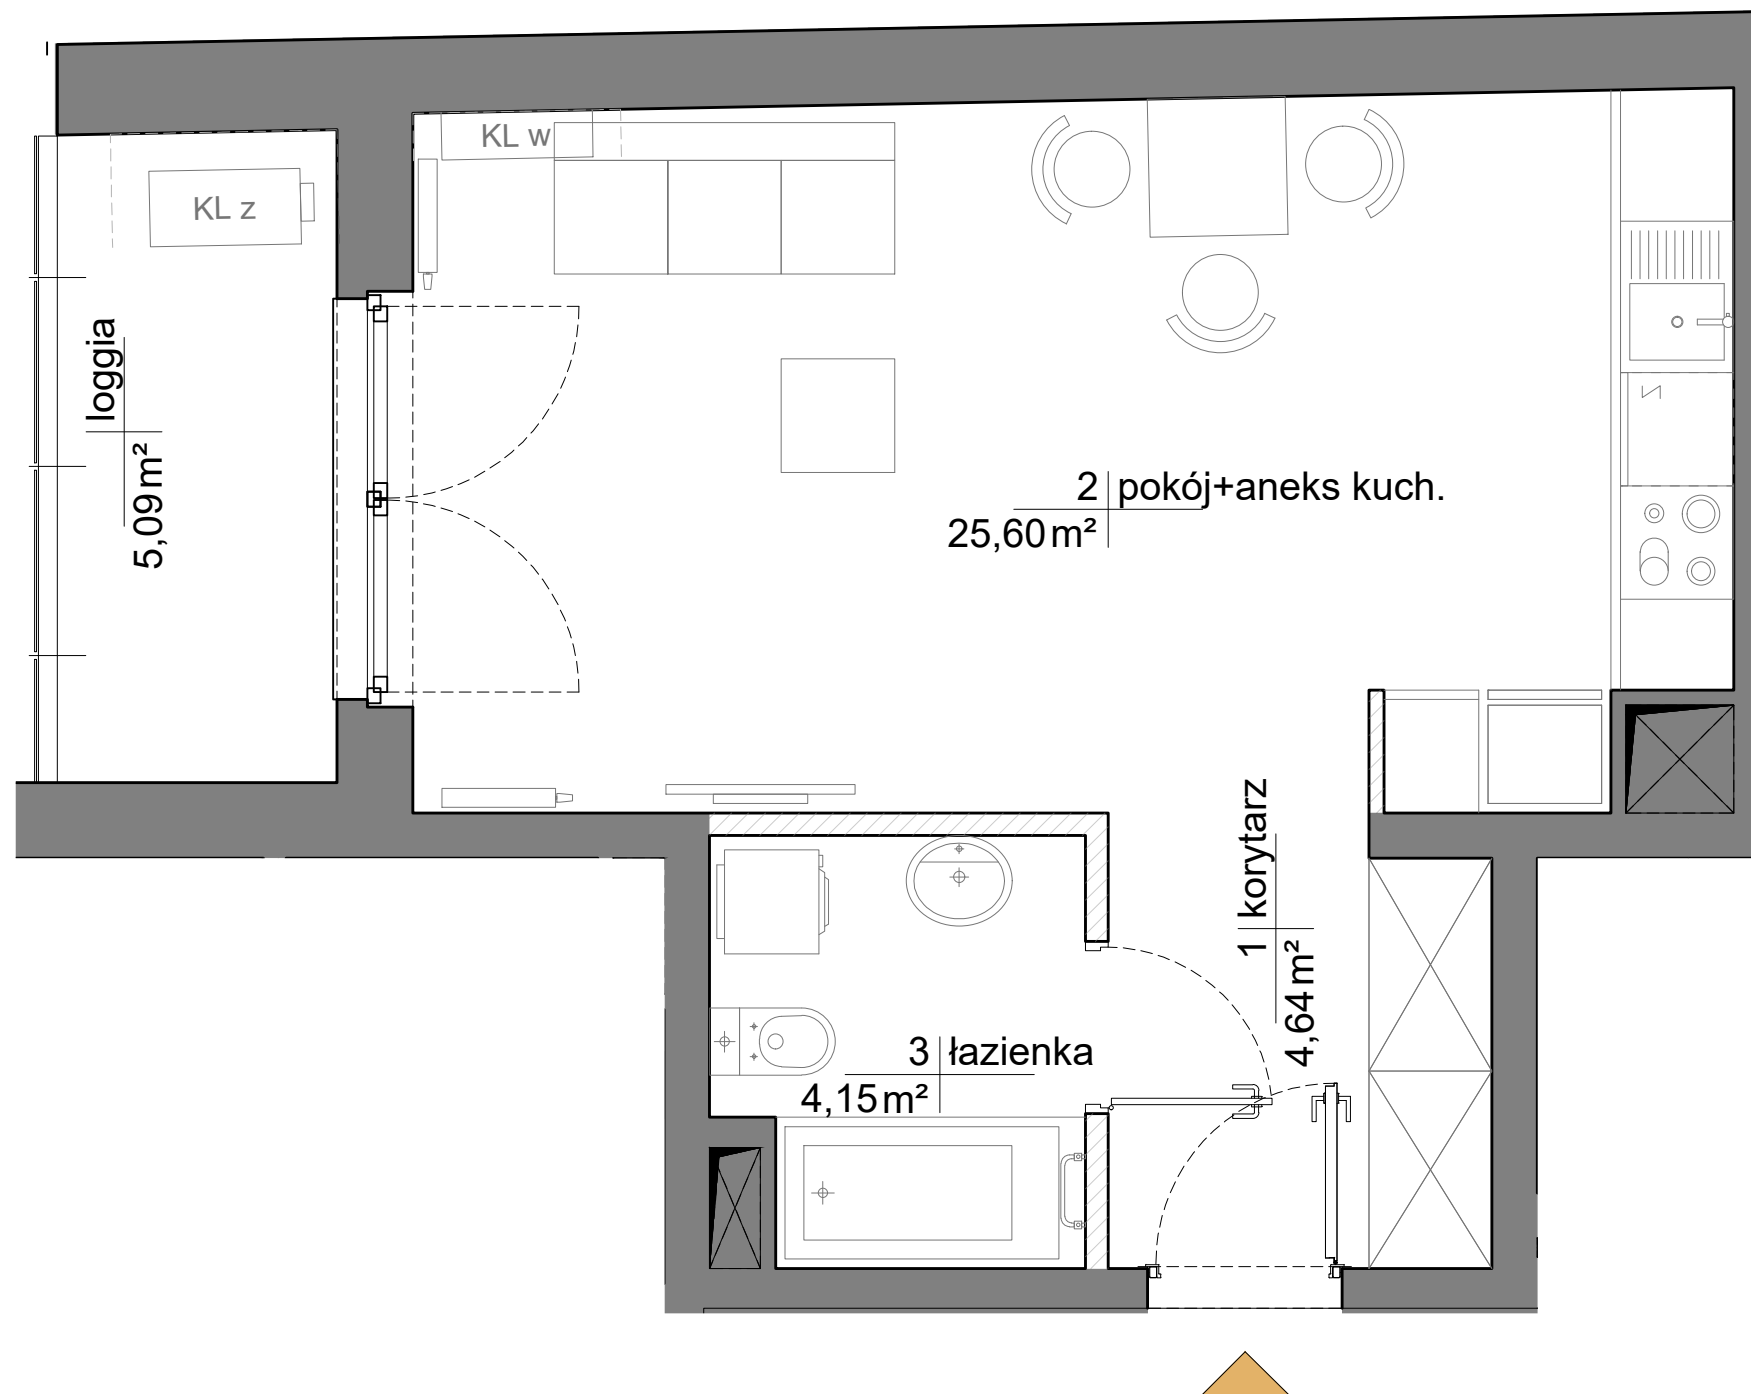 KL w
KL z
loggia
5,09 m²
2 pokój+aneks kuch.
25,60 m²
1 korytarz
4,64 m²
3 łazienka
4,15 m²